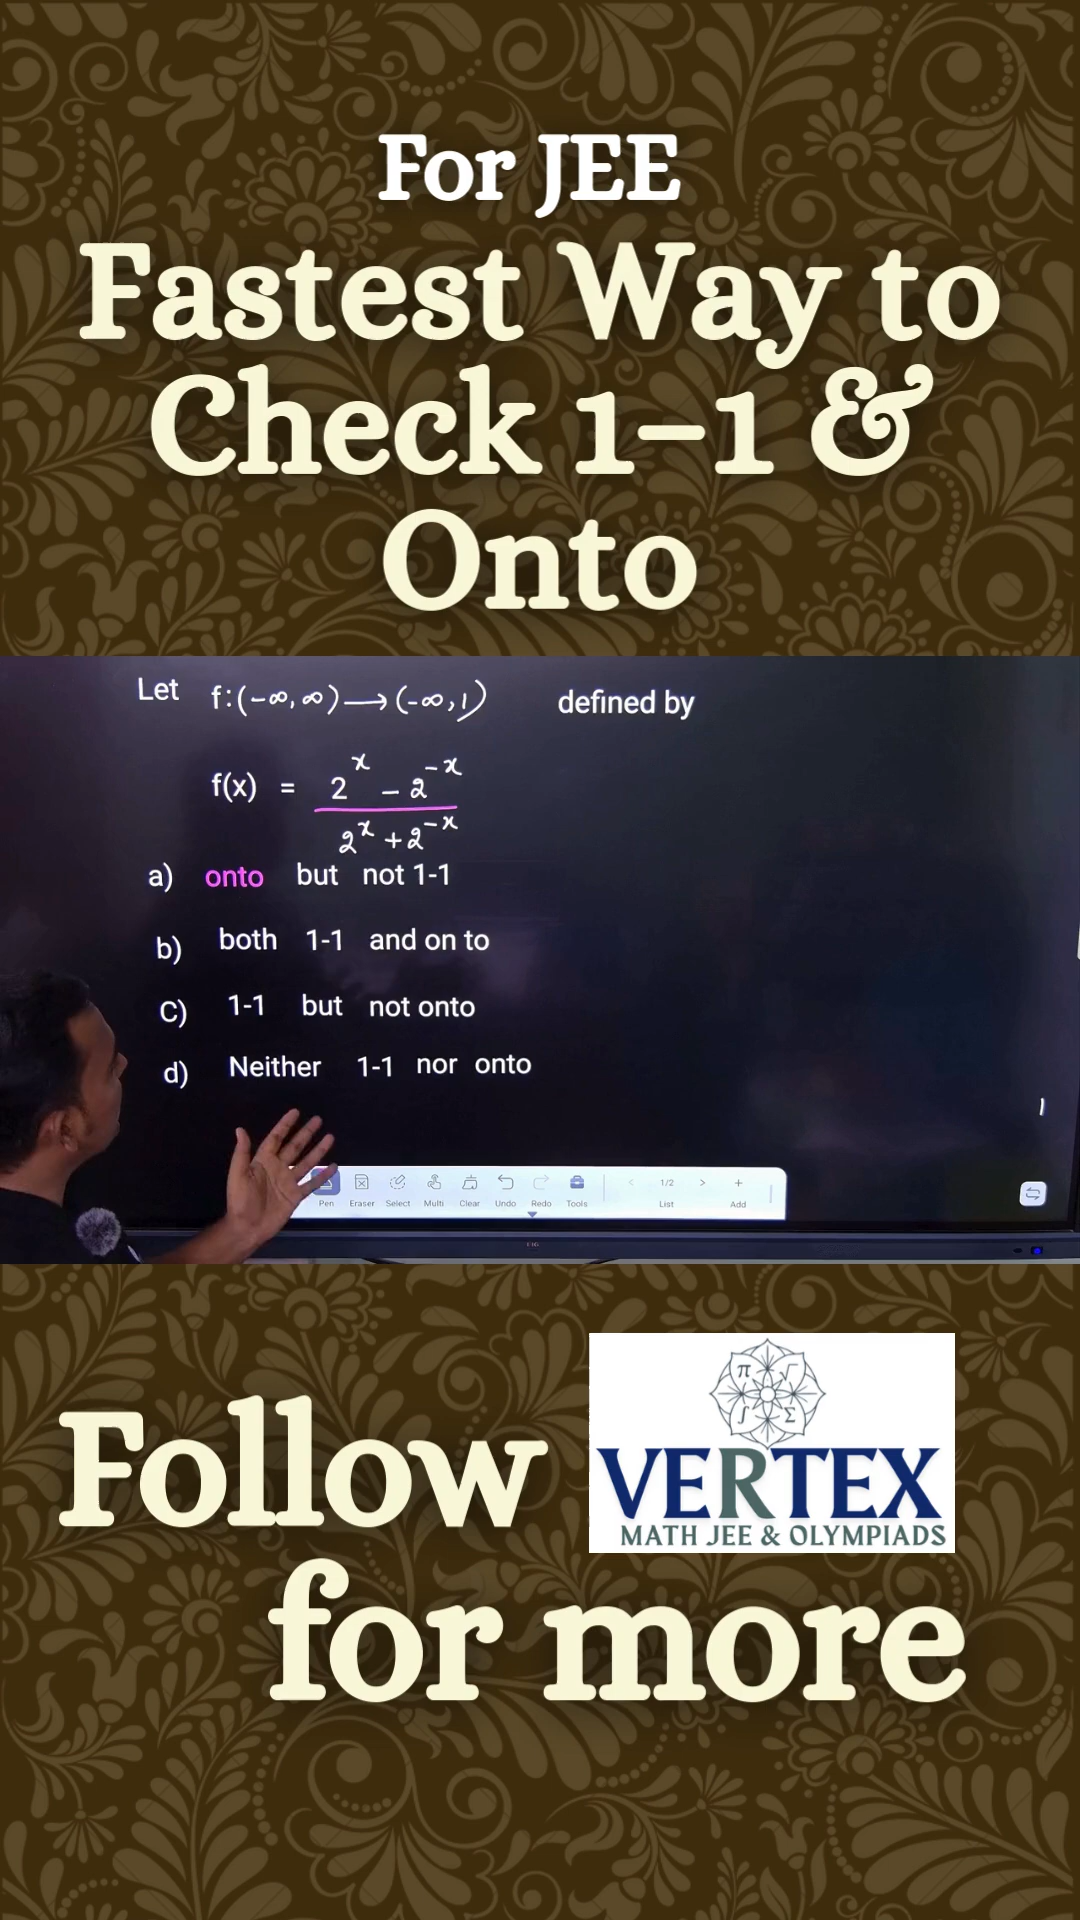 For JEE
Fastest Way to
Check 1–1 &
Onto
Let f:(-∞,∞)⟶(-∞,1) defined by
f(x) = 2^x - 2^-x
2^x + 2^-x
a) onto but not 1-1
b) both 1-1 and on to
C) 1-1 but not onto
d) Neither 1-1 nor onto
1
Pen Eraser Select Multi Clear Undo Redo Tools < 1/2 > List + Add
Follow
π √ ∫ Σ
VERTEX
MATH JEE & OLYMPIADS
for more